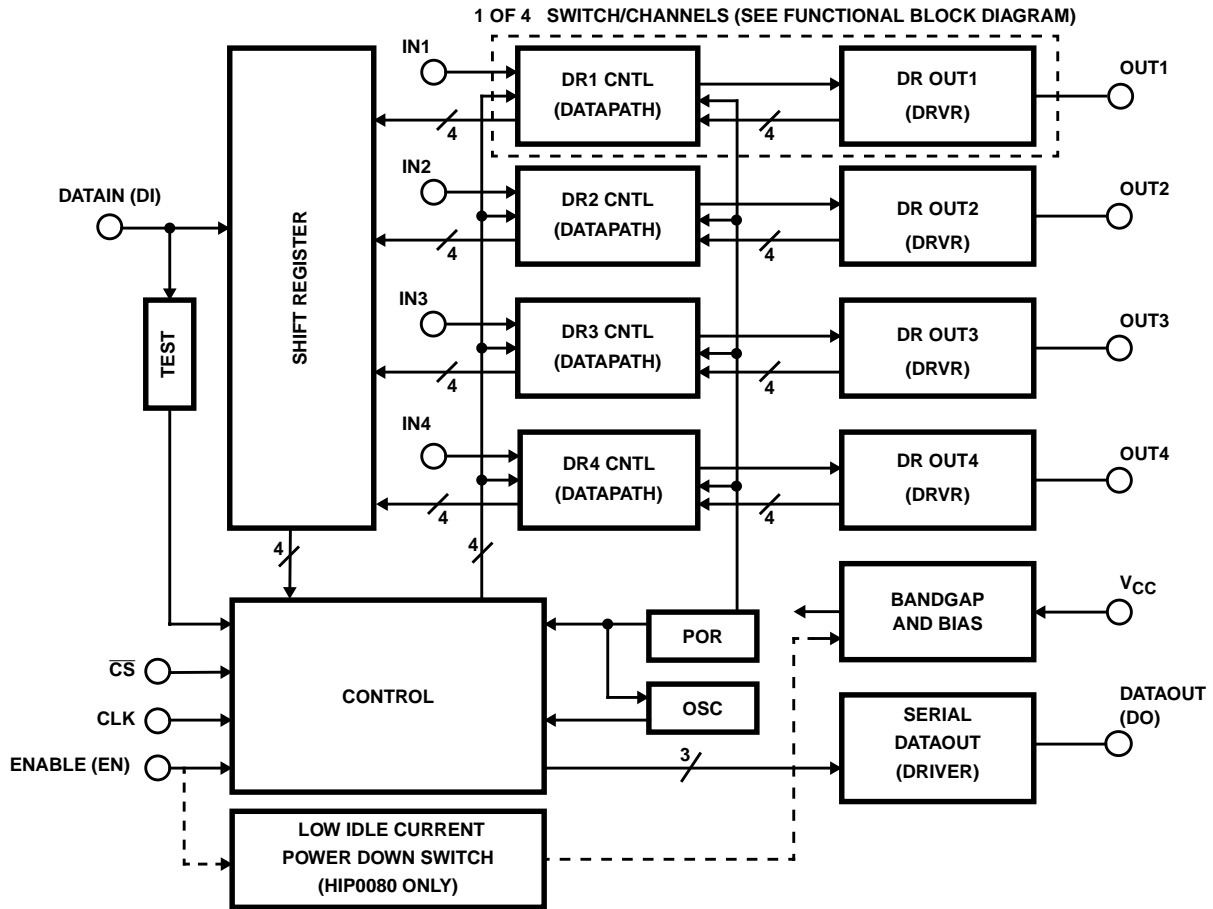 1 OF 4 SWITCH/CHANNELS (SEE FUNCTIONAL BLOCK DIAGRAM)
IN1
DR1 CNTL
(DATAPATH)
DR OUT1
(DRVR)
OUT1
4
4
IN2
DR2 CNTL
(DATAPATH)
DR OUT2
(DRVR)
OUT2
4
4
DATAIN (DI)
SHIFT REGISTER
TEST
IN3
DR3 CNTL
(DATAPATH)
DR OUT3
(DRVR)
OUT3
4
4
IN4
DR4 CNTL
(DATAPATH)
DR OUT4
(DRVR)
OUT4
4
4
4
4
BANDGAP
AND BIAS
VCC
POR
CS
CONTROL
OSC
CLK
ENABLE (EN)
3
SERIAL
DATAOUT
(DRIVER)
DATAOUT
(DO)
LOW IDLE CURRENT
POWER DOWN SWITCH
(HIP0080 ONLY)